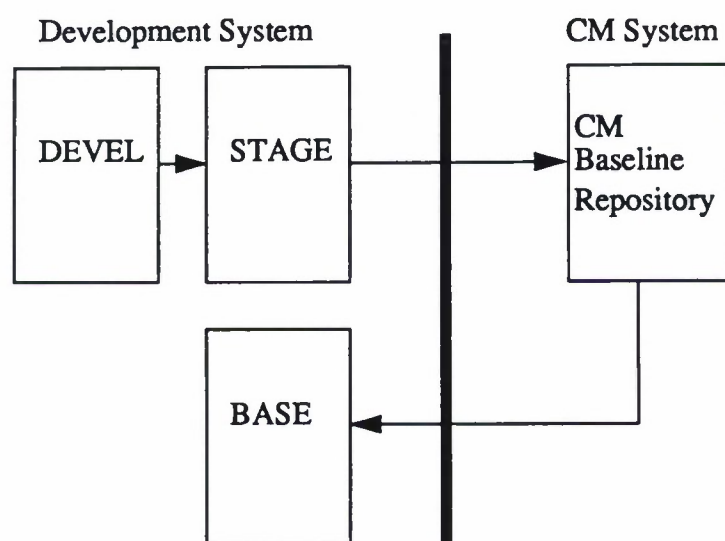 Development System
CM System
DEVEL
STAGE
CM
Baseline
Repository
BASE